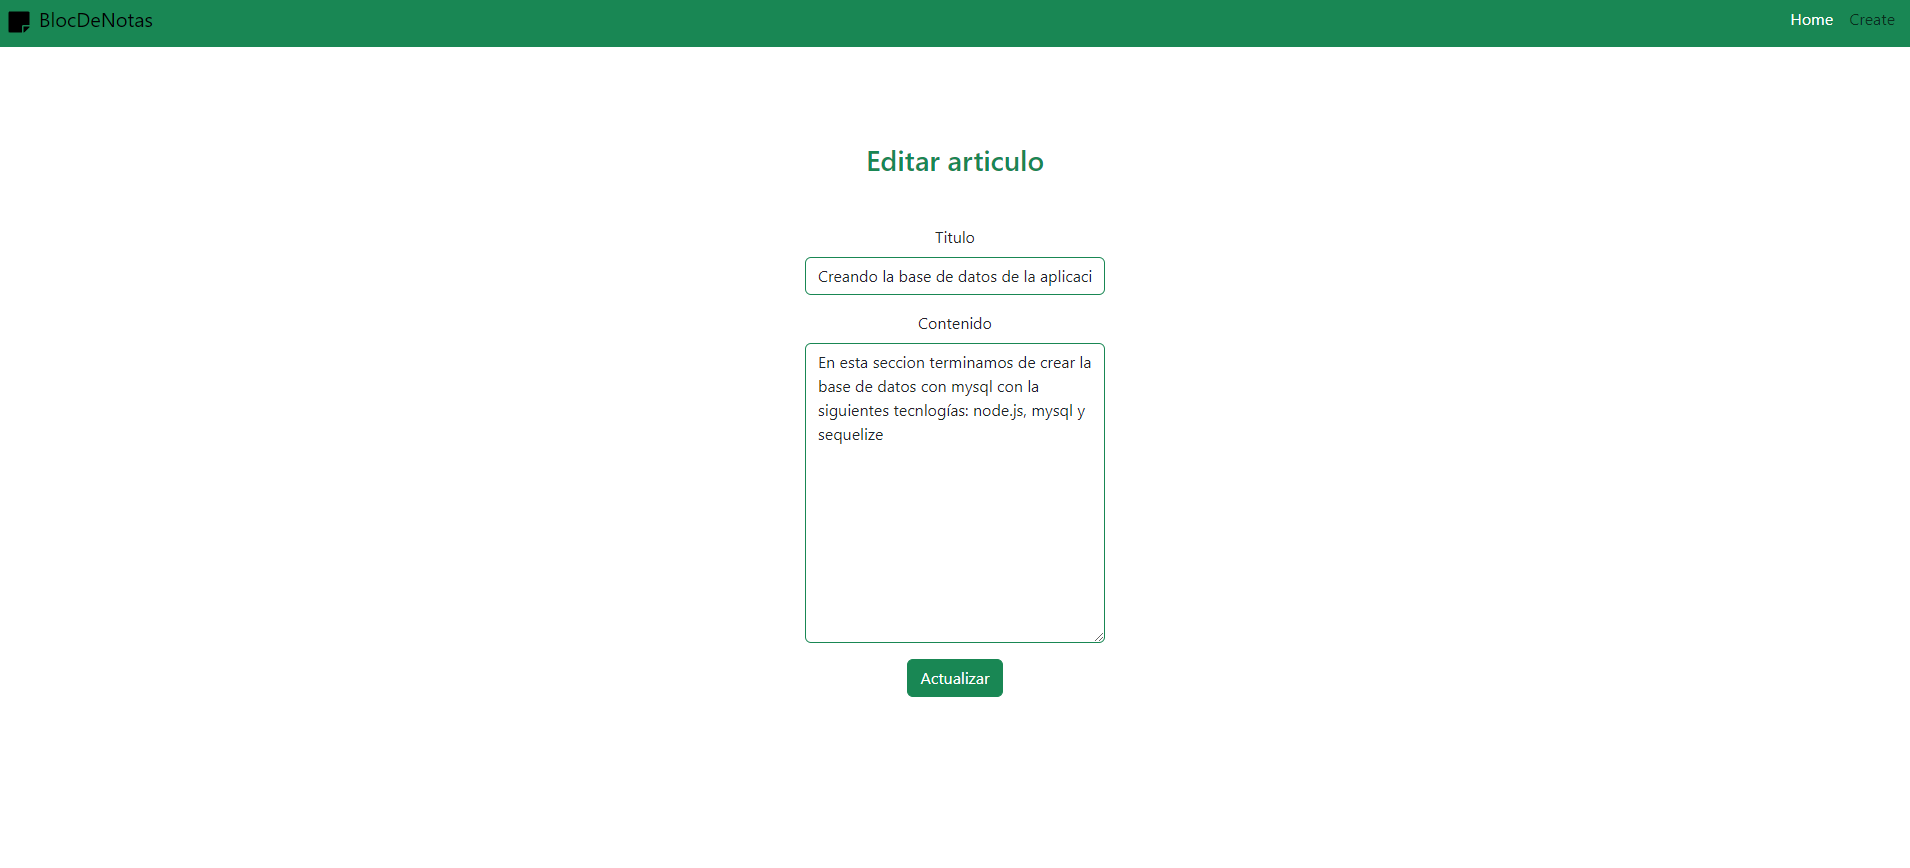 BlocDeNotas
Home Create
Editar articulo
Titulo
Creando la base de datos de la aplicaci
Contenido
En esta seccion terminamos de crear la
base de datos con mysql con la
siguientes tecnlogías: node.js, mysql y
sequelize
Actualizar